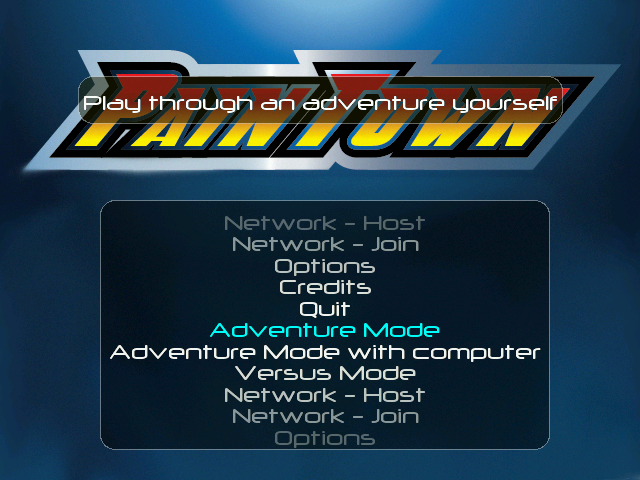 PAINTOWN
Play through an adventure yourself
Network - Host
Network - Join
Options
Credits
Quit
Adventure Mode
Adventure Mode with computer
Versus Mode
Network - Host
Network - Join
Options